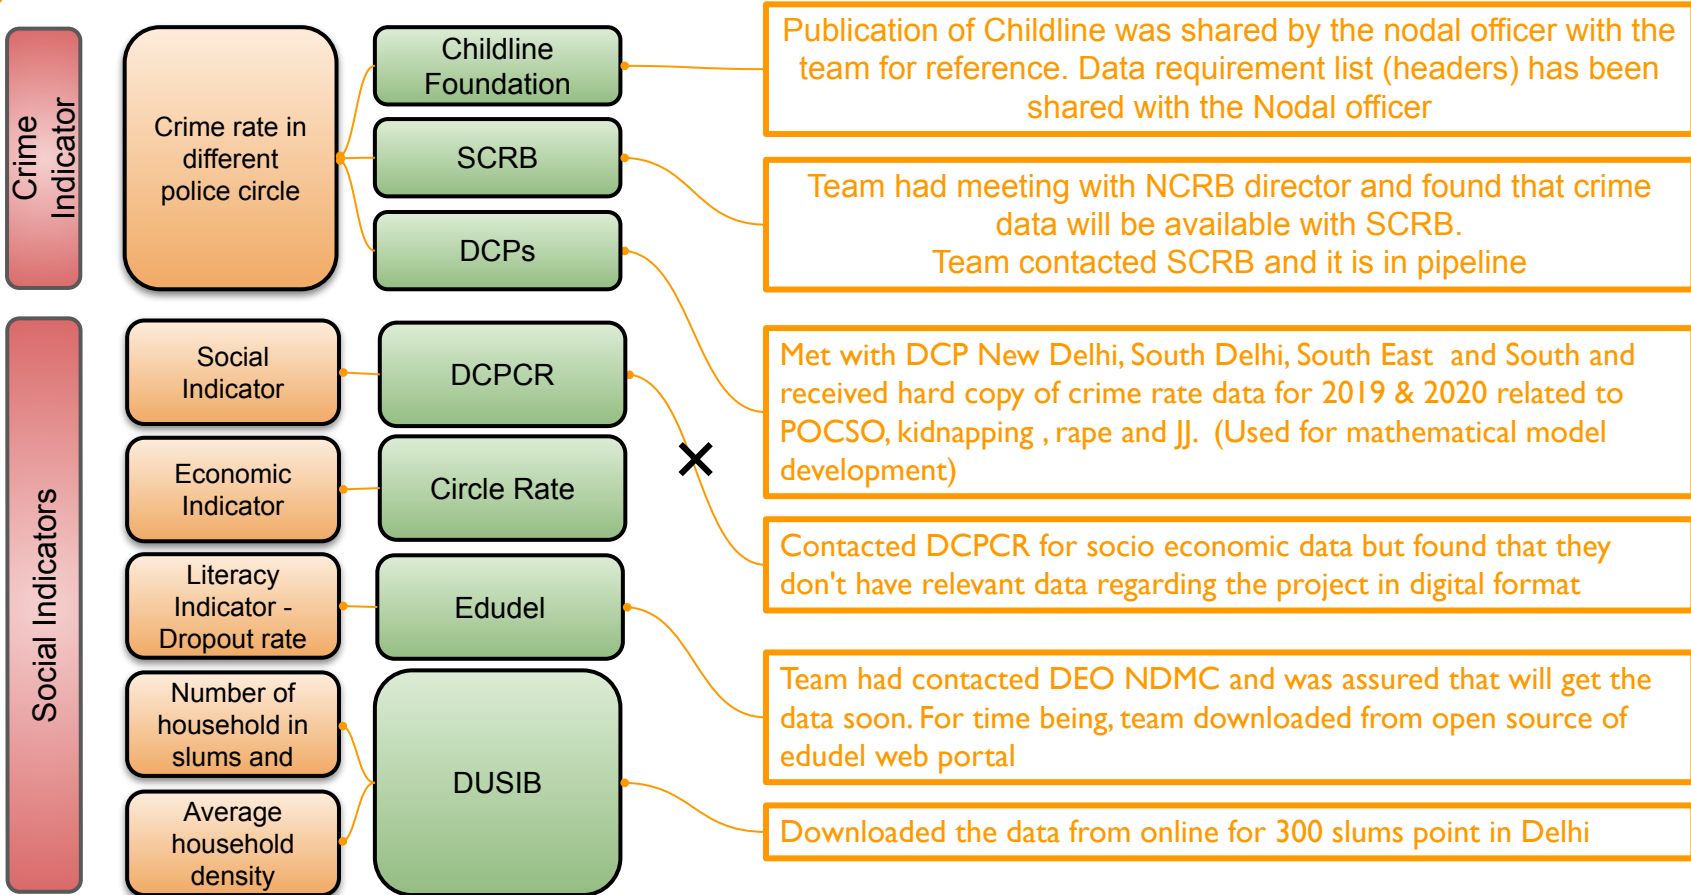 Crime
Indicator
Crime rate in
different
police circle
Childline
Foundation
SCRB
DCPs
Publication of Childline was shared by the nodal officer with the
team for reference. Data requirement list (headers) has been
shared with the Nodal officer
Team had meeting with NCRB director and found that crime
data will be available with SCRB.
Team contacted SCRB and it is in pipeline
Met with DCP New Delhi, South Delhi, South East and South and
received hard copy of crime rate data for 2019 & 2020 related to
POCSO, kidnapping , rape and JJ. (Used for mathematical model
development)
Social Indicators
Social
Indicator
DCPCR
Contacted DCPCR for socio economic data but found that they
don't have relevant data regarding the project in digital format
Economic
Indicator
Circle Rate
Literacy
Indicator -
Dropout rate
Edudel
Team had contacted DEO NDMC and was assured that will get the
data soon. For time being, team downloaded from open source of
edudel web portal
Number of
household in
slums and
Average
household
density
DUSIB
Downloaded the data from online for 300 slums point in Delhi